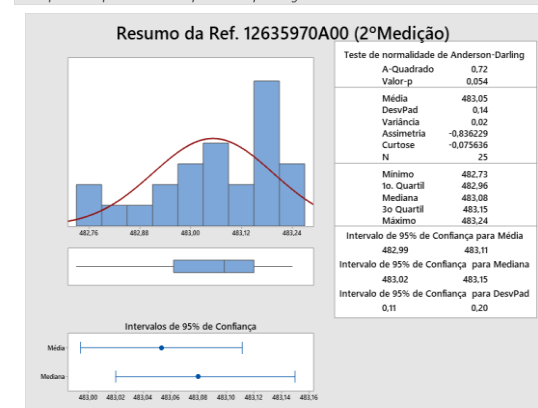 Resumo da Ref. 12635970A00 (2ºMedição)
Teste de normalidade de Anderson-Darling
A-Quadrado 0,72
Valor-p 0,054
Média 483,05
DesvPad 0,14
Variância 0,02
Assimetria -0,836229
Curtose -0,075636
N 25
Mínimo 482,73
1o. Quartil 482,96
Mediana 483,08
3o Quartil 483,15
Máximo 483,24
Intervalo de 95% de Confiança para Média
482,99 483,11
Intervalo de 95% de Confiança para Mediana
483,02 483,15
Intervalo de 95% de Confiança para DesvPad
0,11 0,20
482,76 482,88 483,00 483,12 483,24
Intervalos de 95% de Confiança
Média
Mediana
483,00 483,02 483,04 483,06 483,08 483,10 483,12 483,14 483,16